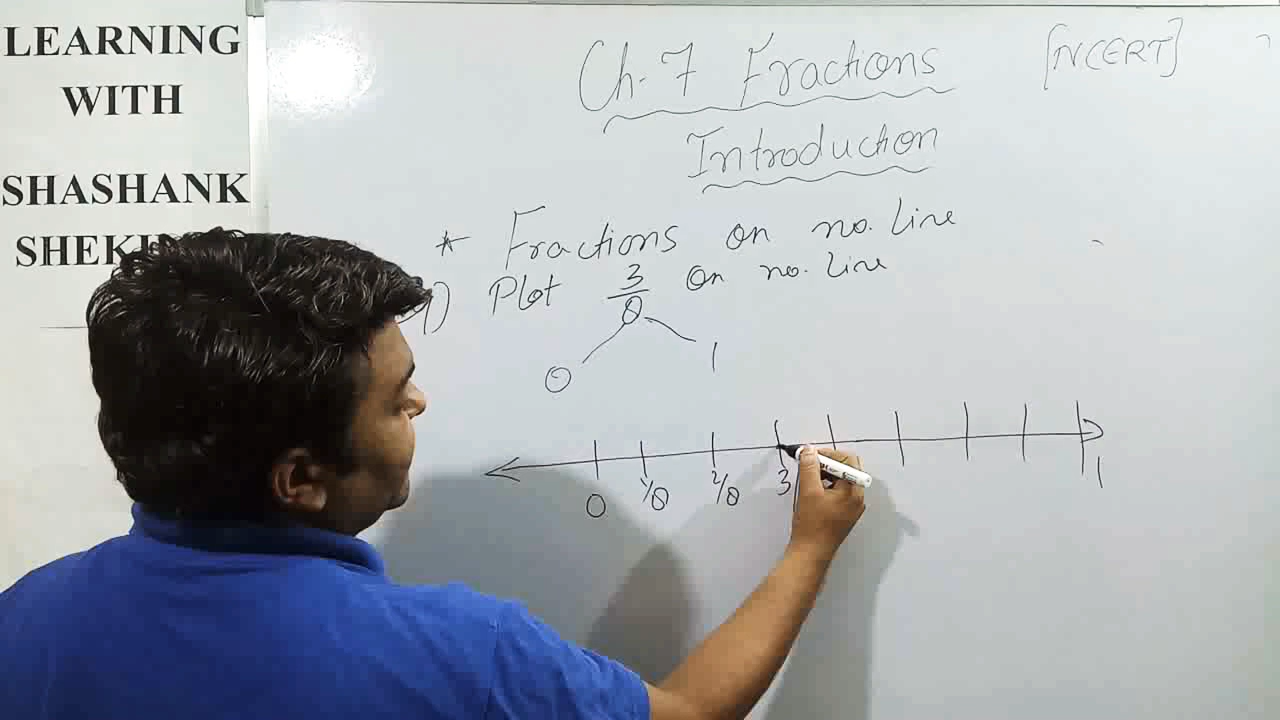 LEARNING
WITH
SHASHANK
Ch-7 Fractions [NCERT]
Introduction
* Fractions on no. Line
Plot 3/8 on no. Line
0 1
0 1/8 2/8 3 1